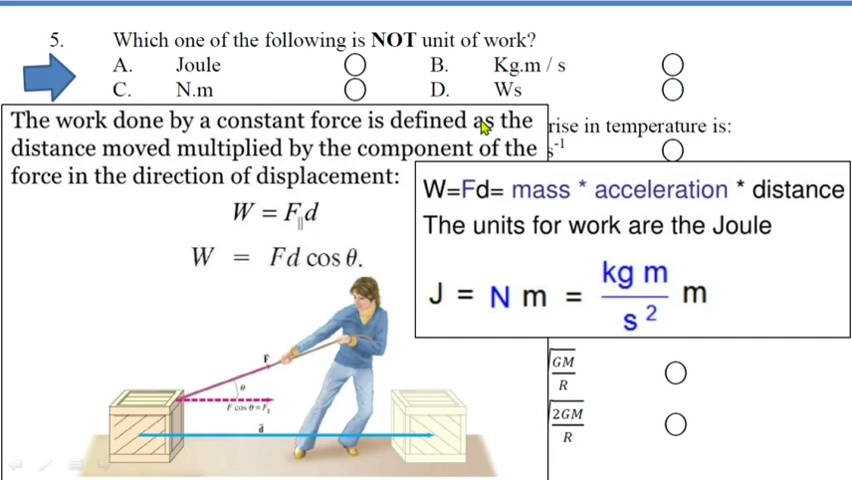 5. Which one of the following is NOT unit of work?
A. Joule B. Kg.m / s
C. N.m D. Ws
The work done by a constant force is defined as the
distance moved multiplied by the component of the
force in the direction of displacement:
W = F∥d
W = Fd cos θ.
rise in temperature is:
s⁻¹
W=Fd= mass * acceleration * distance
The units for work are the Joule
J = N m = kg m / s² m
F
θ
F cos θ = F∥
d
√GM / R
√2GM / R